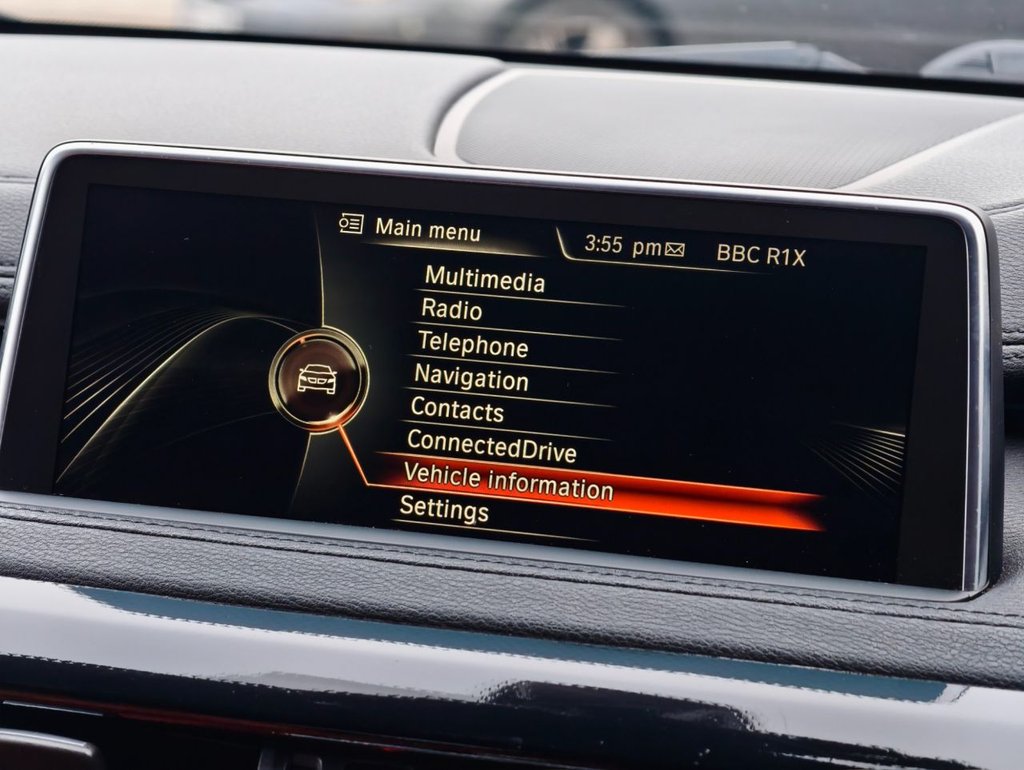 Main menu
3:55 pm
BBC R1X
Multimedia
Radio
Telephone
Navigation
Contacts
ConnectedDrive
Vehicle information
Settings